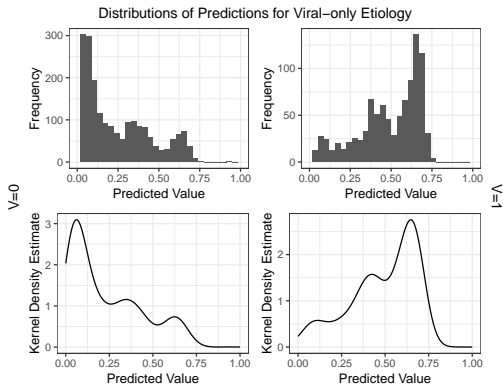 Distributions of Predictions for Viral−only Etiology
Frequency
300
200
100
0
0.00 0.25 0.50 0.75 1.00
Predicted Value
Frequency
100
50
0
0.00 0.25 0.50 0.75 1.00
Predicted Value
V=0
V=1
Kernel Density Estimate
3
2
1
0
0.00 0.25 0.50 0.75 1.00
Predicted Value
Kernel Density Estimate
2
1
0
0.00 0.25 0.50 0.75 1.00
Predicted Value